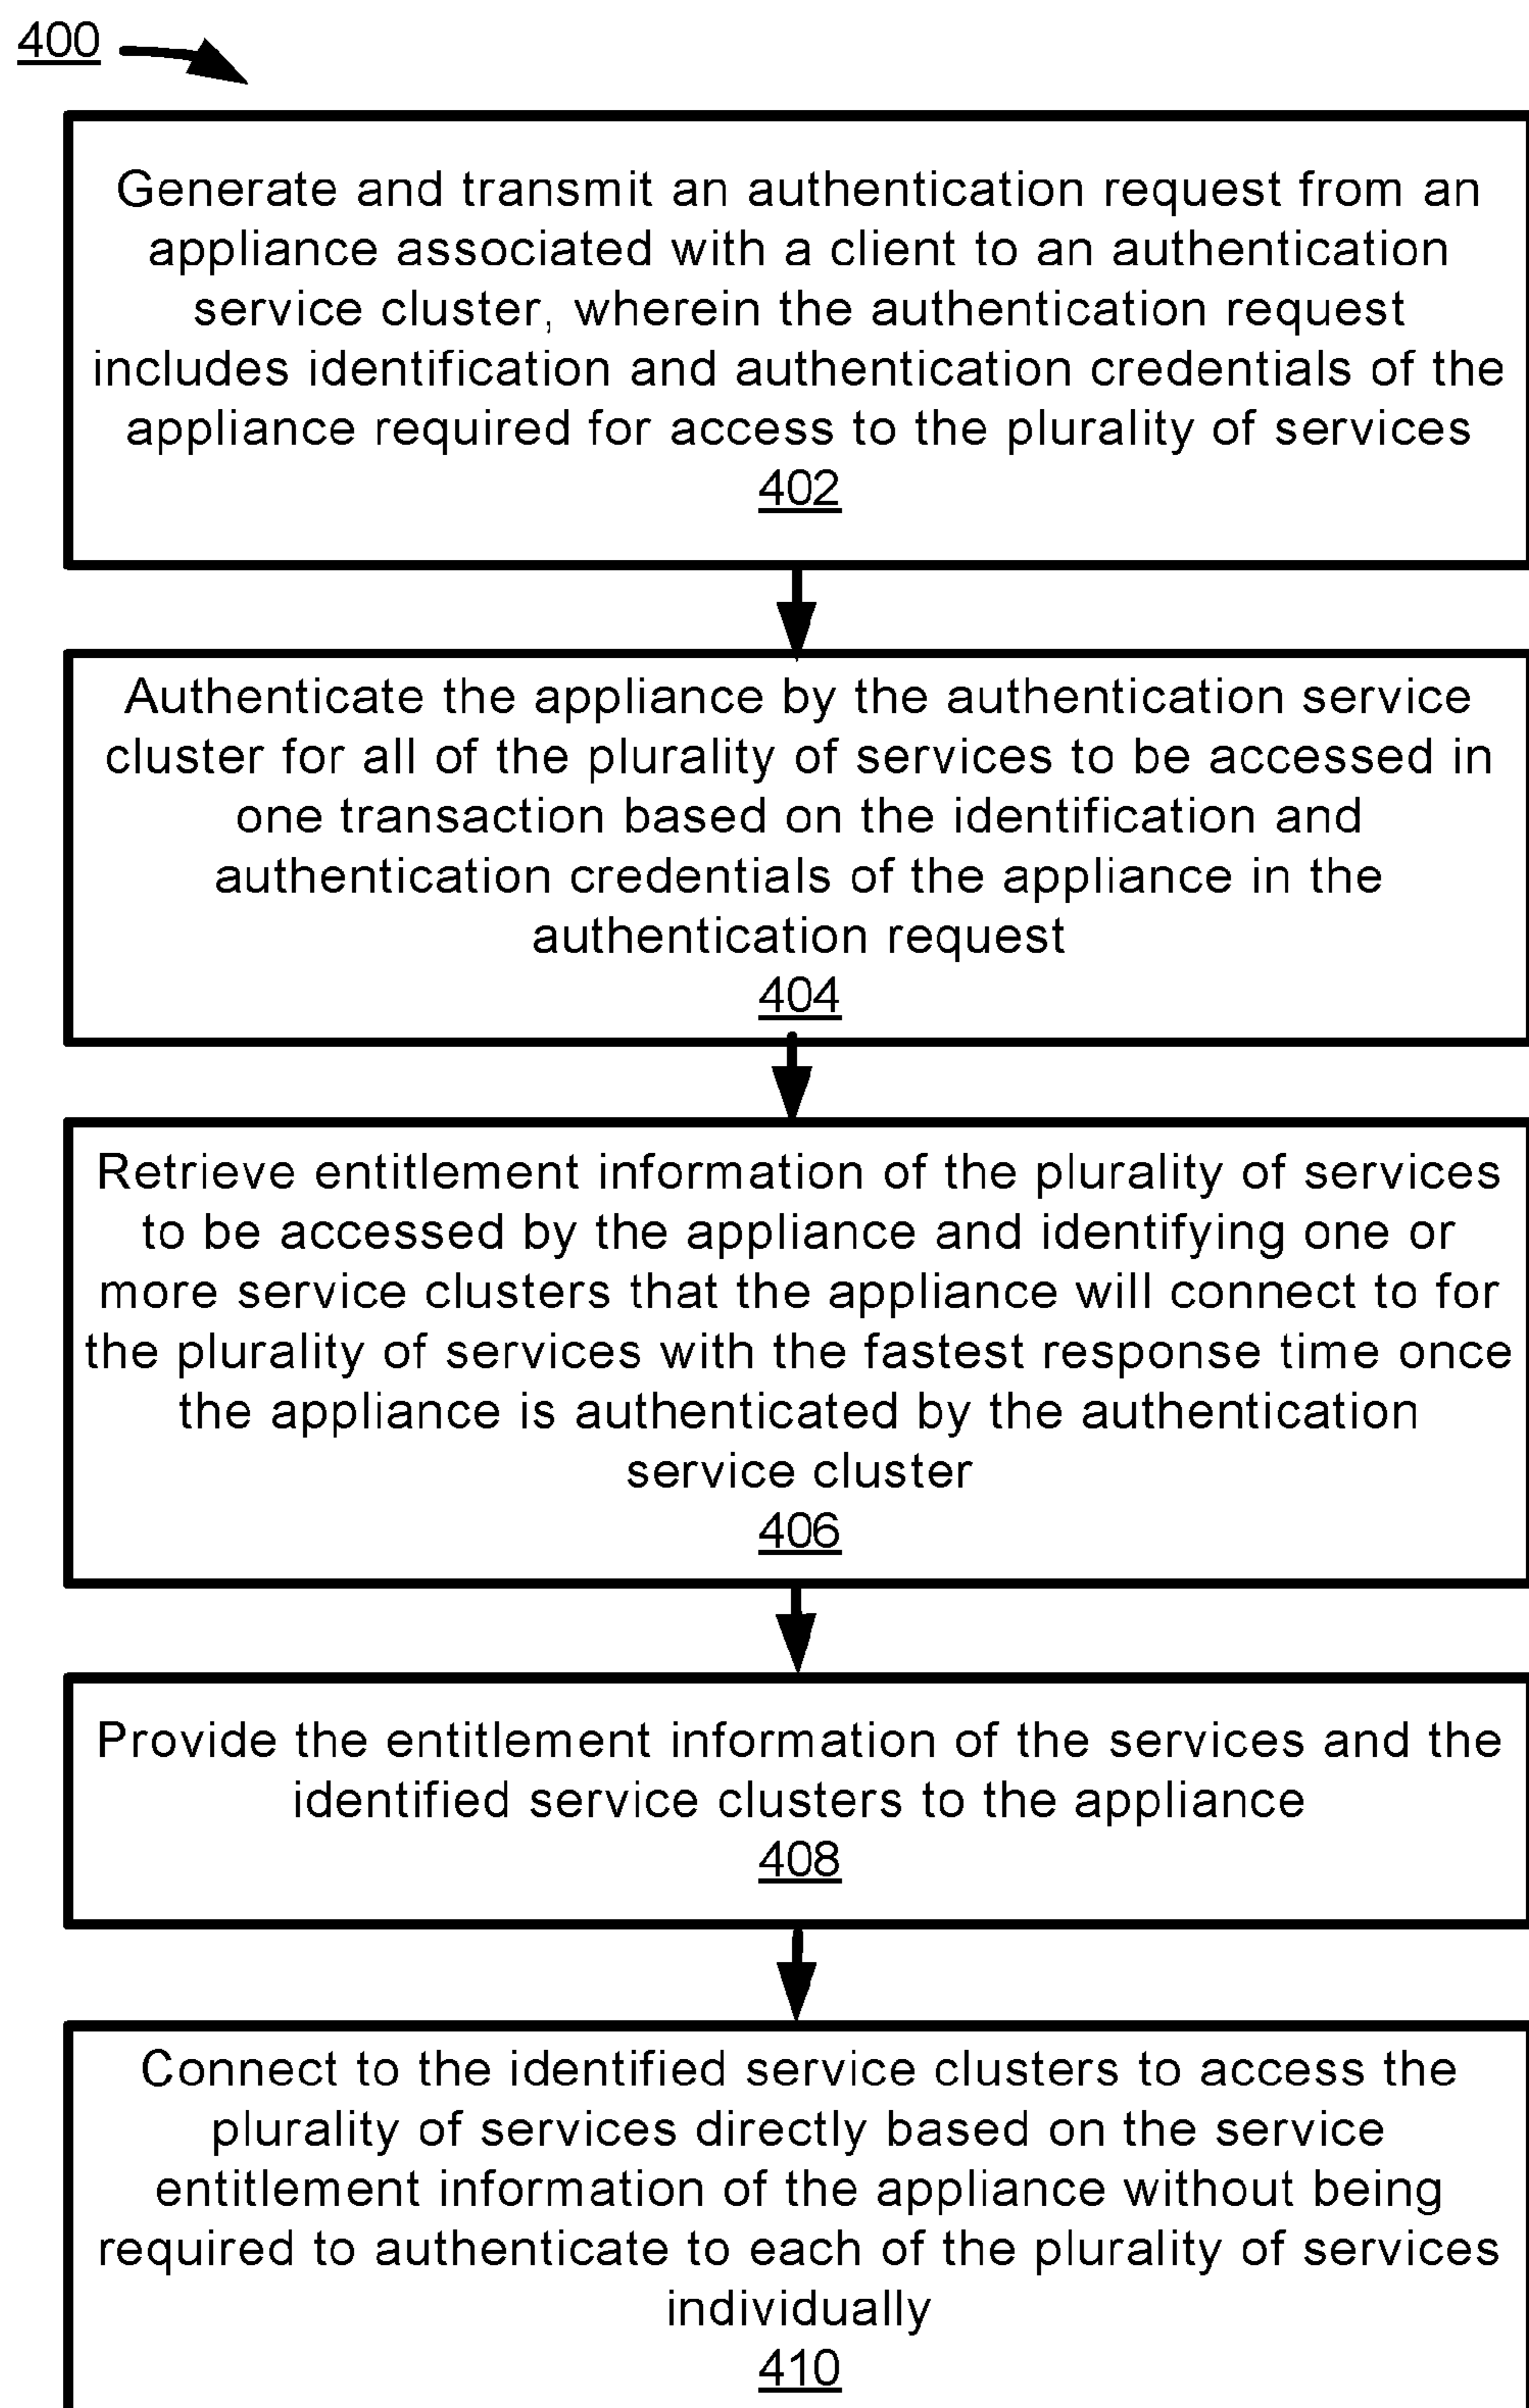 400
Generate and transmit an authentication request from an
appliance associated with a client to an authentication
service cluster, wherein the authentication request
includes identification and authentication credentials of the
appliance required for access to the plurality of services
402
Authenticate the appliance by the authentication service
cluster for all of the plurality of services to be accessed in
one transaction based on the identification and
authentication credentials of the appliance in the
authentication request
404
Retrieve entitlement information of the plurality of services
to be accessed by the appliance and identifying one or
more service clusters that the appliance will connect to for
the plurality of services with the fastest response time once
the appliance is authenticated by the authentication
service cluster
406
Provide the entitlement information of the services and the
identified service clusters to the appliance
408
Connect to the identified service clusters to access the
plurality of services directly based on the service
entitlement information of the appliance without being
required to authenticate to each of the plurality of services
individually
410